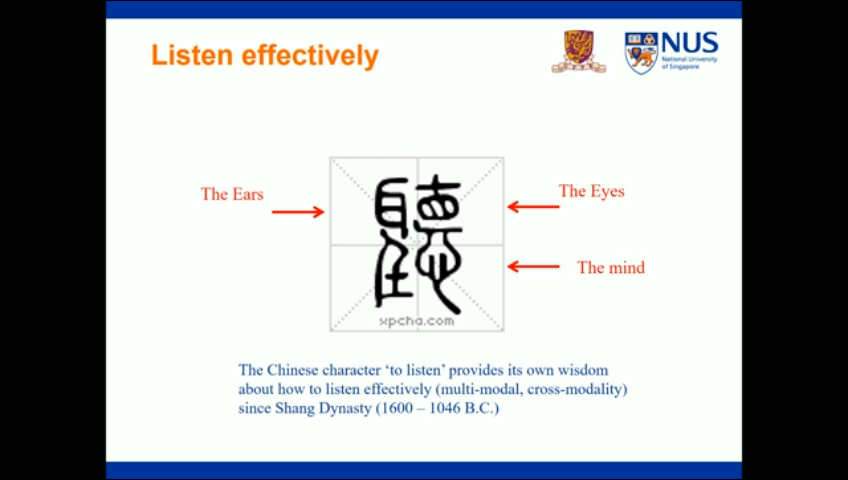 Listen effectively
NUS
National University
of Singapore
The Ears
The Eyes
聽
The mind
xpcha.com
The Chinese character ‘to listen’ provides its own wisdom
about how to listen effectively (multi-modal, cross-modality)
since Shang Dynasty (1600 – 1046 B.C.)